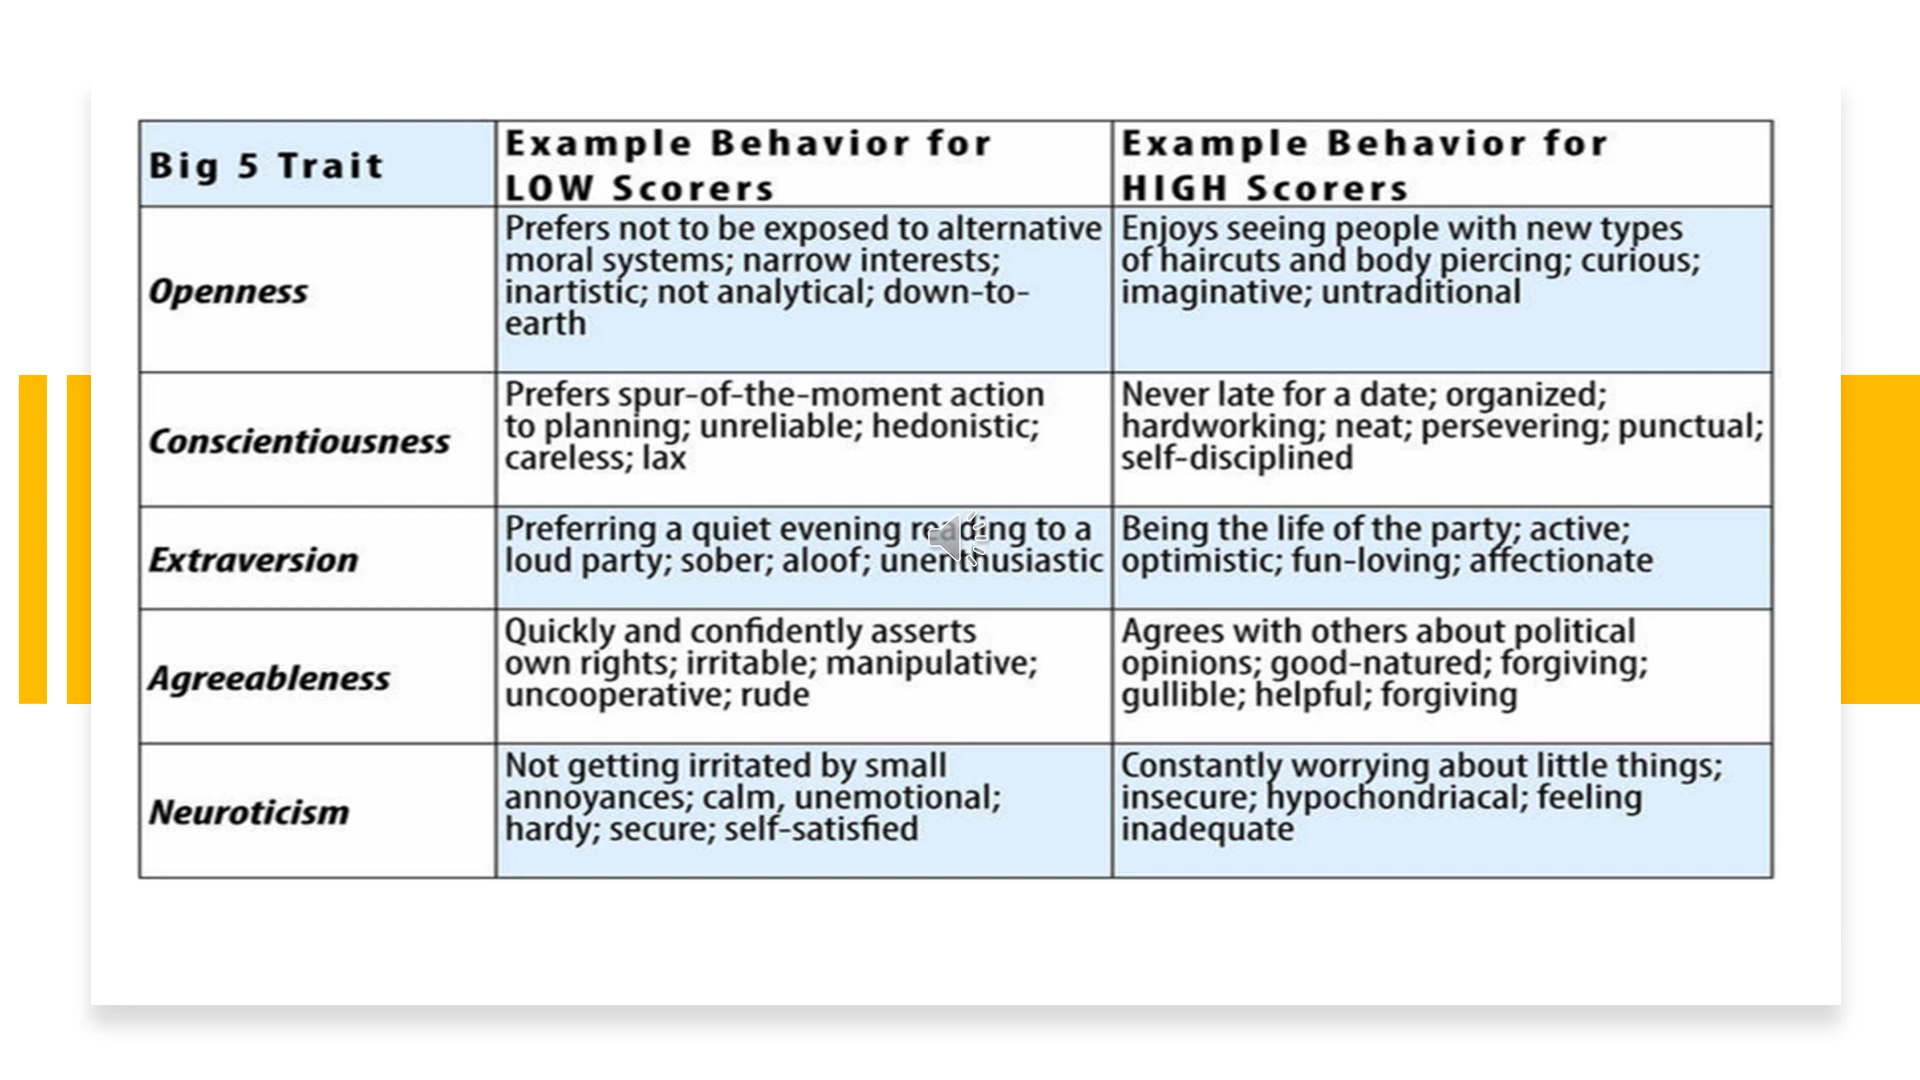 Big 5 Trait
Example Behavior for
LOW Scorers
Example Behavior for
HIGH Scorers
Openness
Prefers not to be exposed to alternative
moral systems; narrow interests;
inartistic; not analytical; down-to-
earth
Enjoys seeing people with new types
of haircuts and body piercing; curious;
imaginative; untraditional
Conscientiousness
Prefers spur-of-the-moment action
to planning; unreliable; hedonistic;
careless; lax
Never late for a date; organized;
hardworking; neat; persevering; punctual;
self-disciplined
Extraversion
Preferring a quiet evening reading to a
loud party; sober; aloof; unenthusiastic
Being the life of the party; active;
optimistic; fun-loving; affectionate
Agreeableness
Quickly and confidently asserts
own rights; irritable; manipulative;
uncooperative; rude
Agrees with others about political
opinions; good-natured; forgiving;
gullible; helpful; forgiving
Neuroticism
Not getting irritated by small
annoyances; calm, unemotional;
hardy; secure; self-satisfied
Constantly worrying about little things;
insecure; hypochondriacal; feeling
inadequate